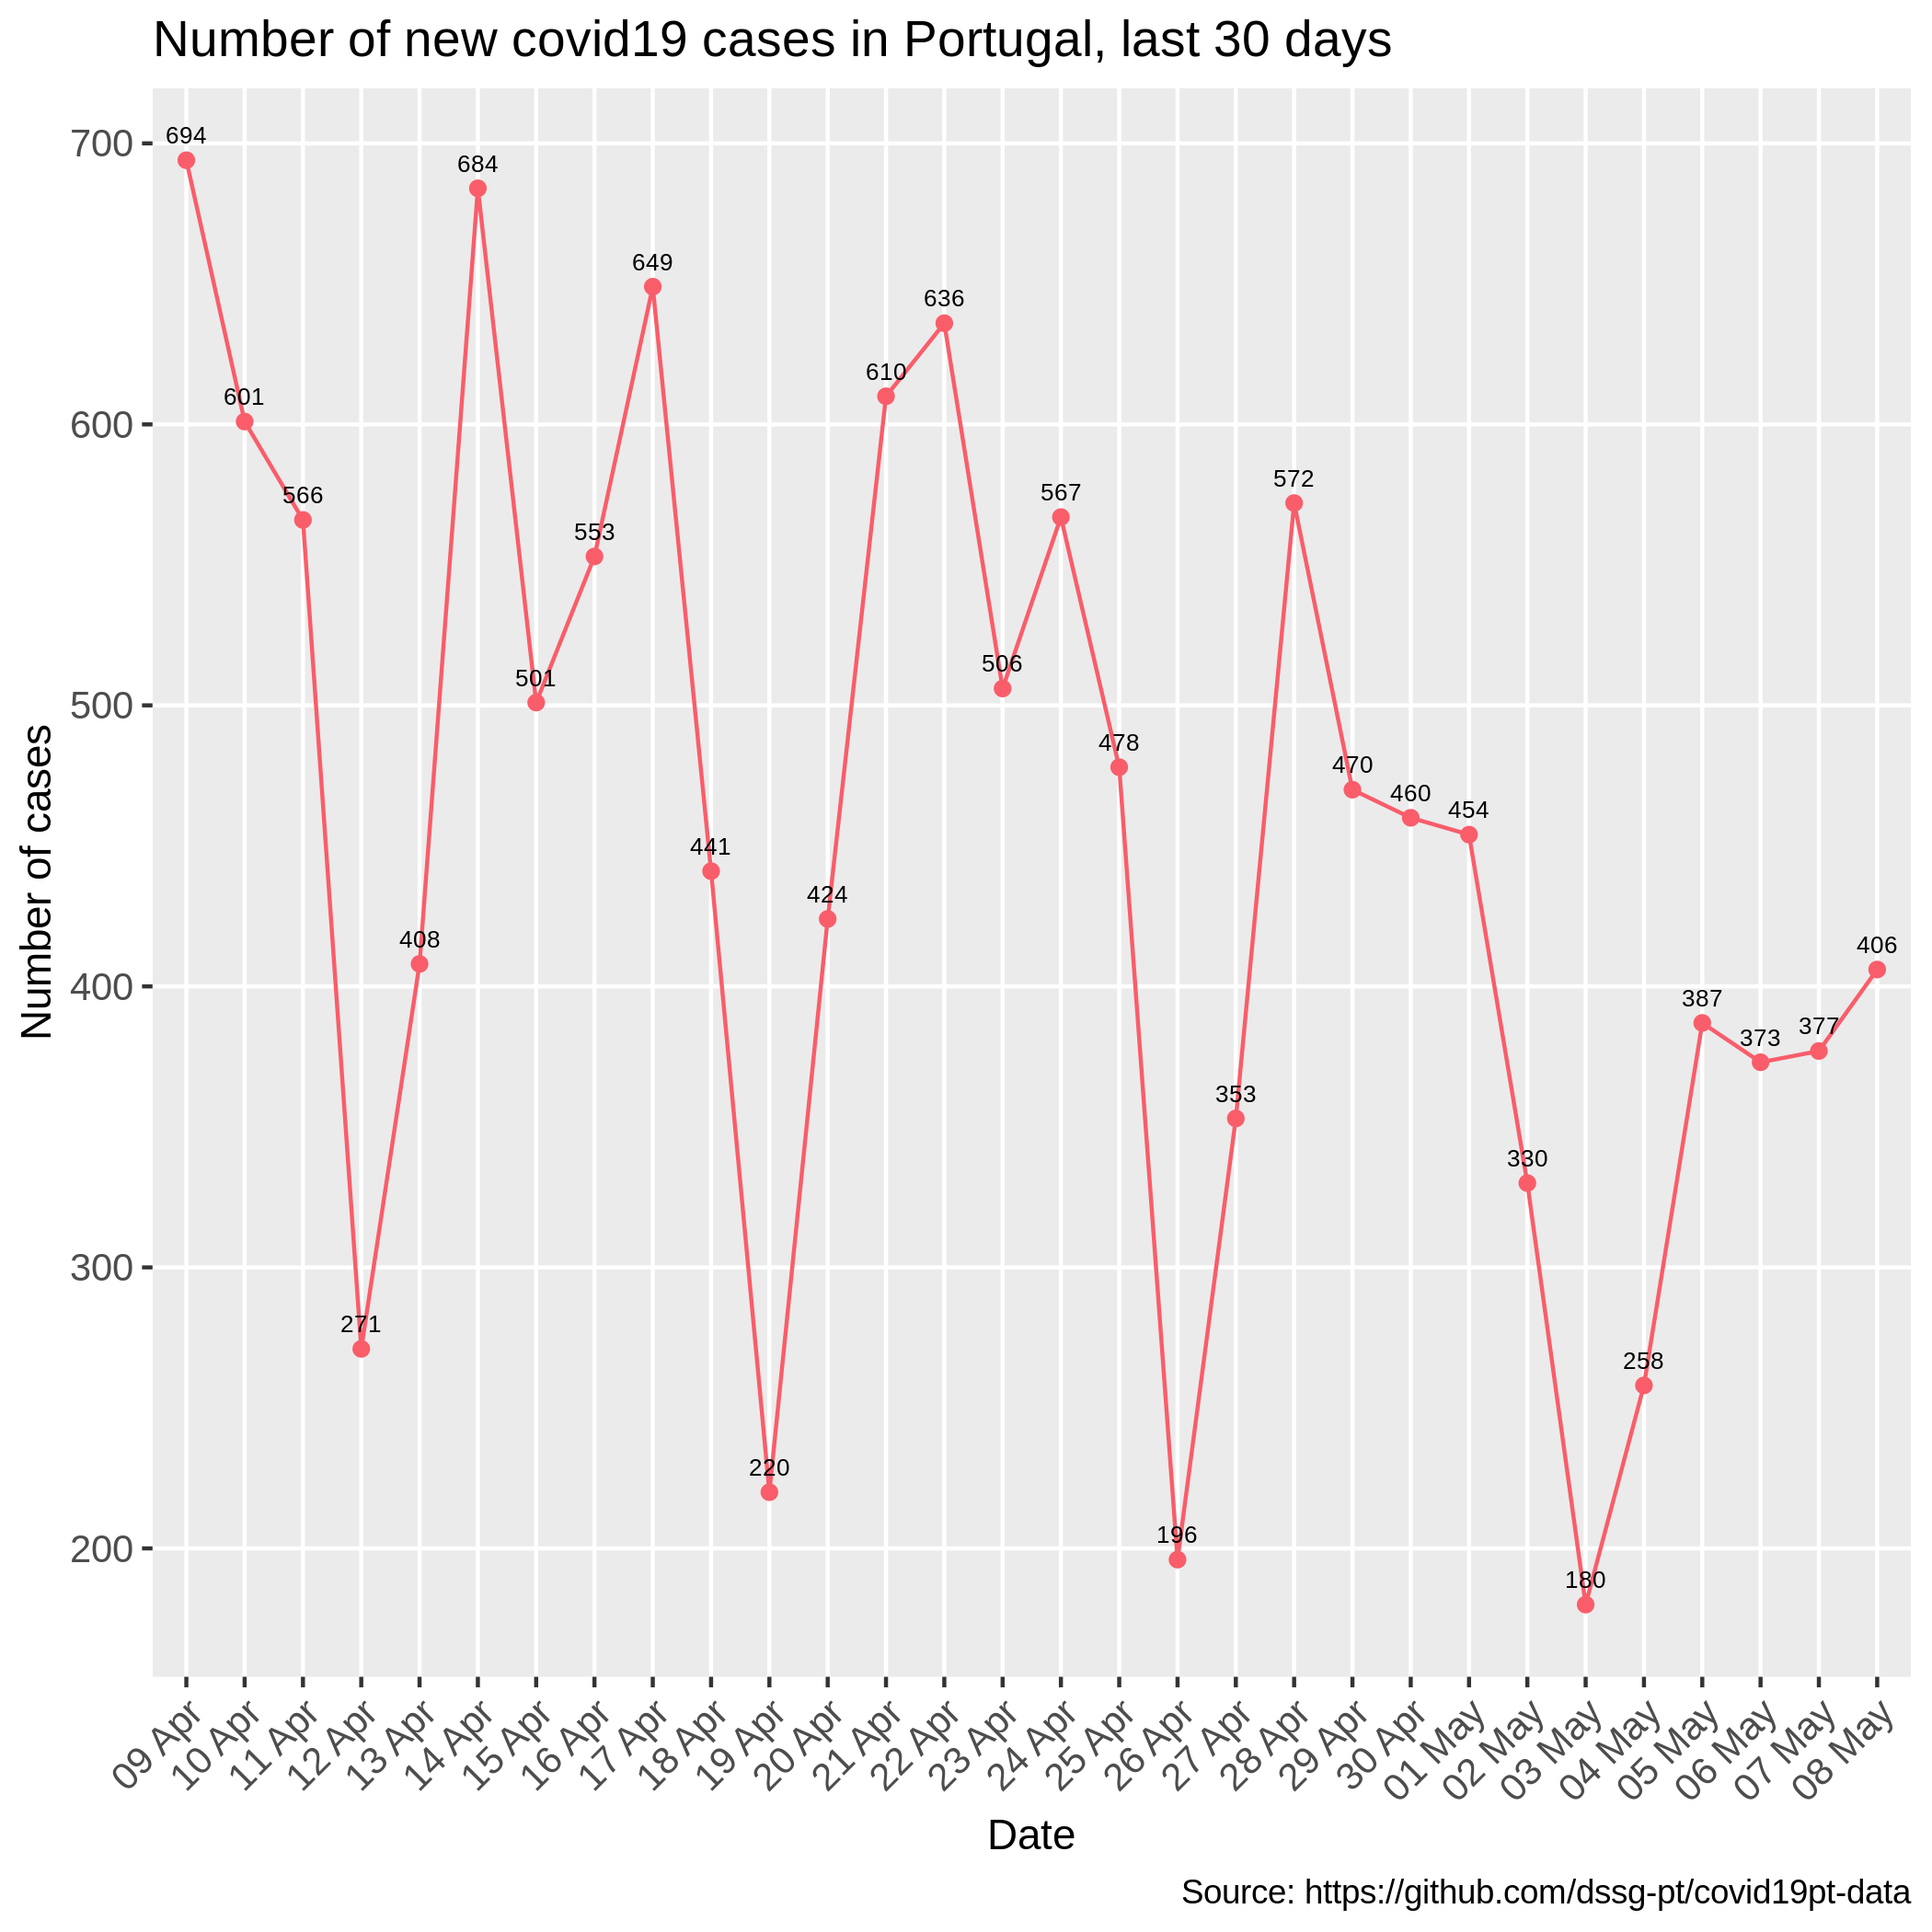 Number of new covid19 cases in Portugal, last 30 days
Number of cases
700
600
500
400
300
200
694
601
566
271
408
684
501
553
649
441
220
424
610
636
506
567
478
196
353
572
470
460
454
330
180
258
387
373
377
406
09 Apr
10 Apr
11 Apr
12 Apr
13 Apr
14 Apr
15 Apr
16 Apr
17 Apr
18 Apr
19 Apr
20 Apr
21 Apr
22 Apr
23 Apr
24 Apr
25 Apr
26 Apr
27 Apr
28 Apr
29 Apr
30 Apr
01 May
02 May
03 May
04 May
05 May
06 May
07 May
08 May
Date
Source: https://github.com/dssg-pt/covid19pt-data